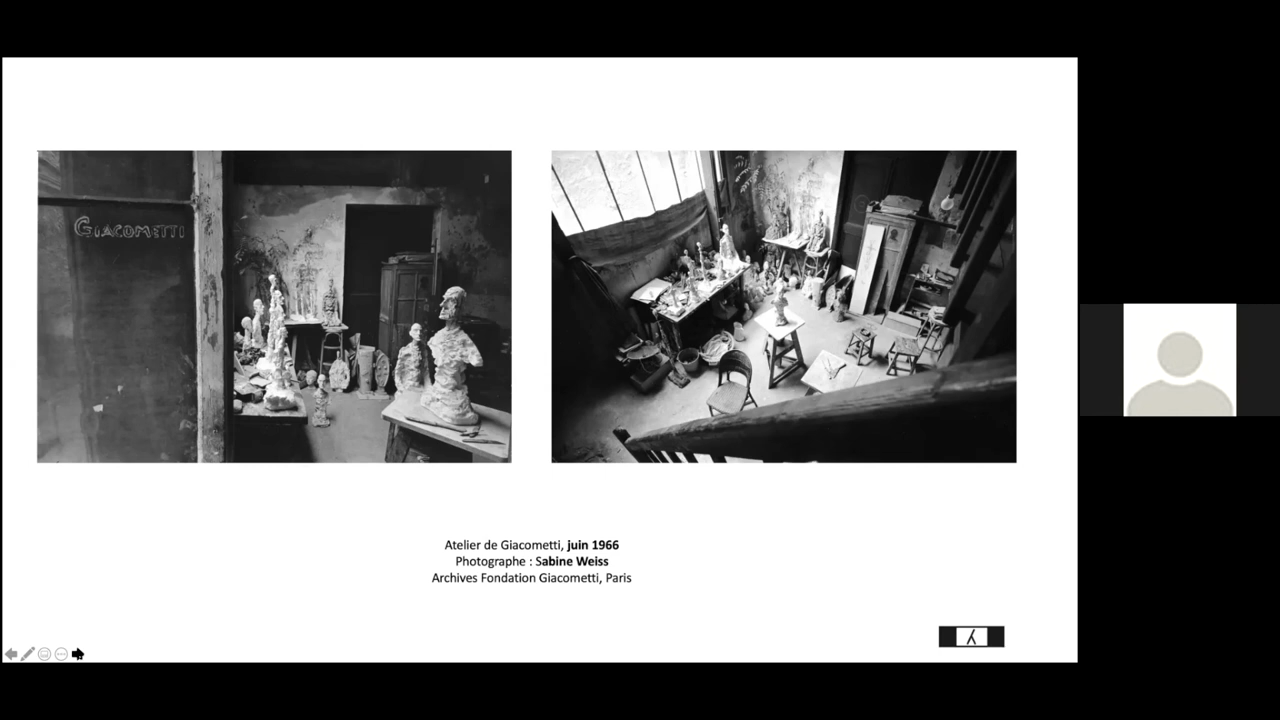 GIACOMETTI
Atelier de Giacometti, juin 1966
Photographe : Sabine Weiss
Archives Fondation Giacometti, Paris